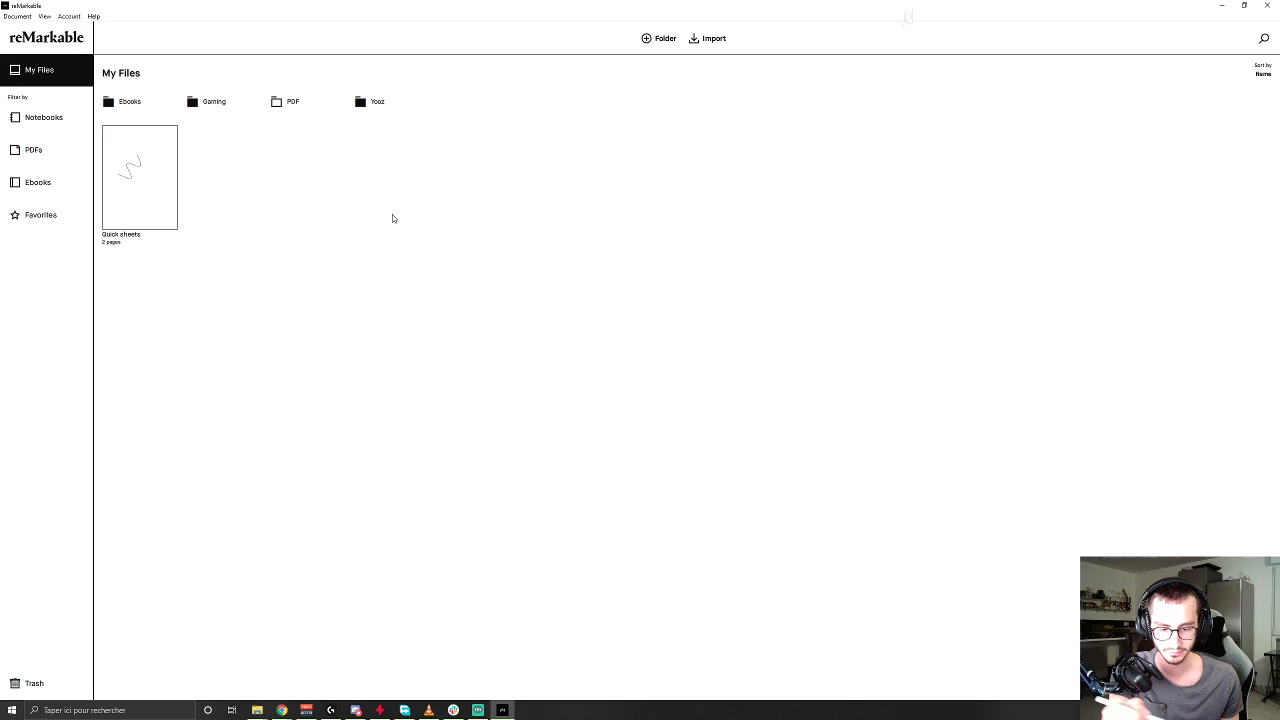 reMarkable
Document View Account Help
reMarkable
Folder Import
My Files
Filter by
Notebooks
PDFs
Ebooks
Favorites
Trash
My Files
Sort by
Name
Ebooks Gaming PDF Yooz
Quick sheets
2 pages
Taper ici pour rechercher